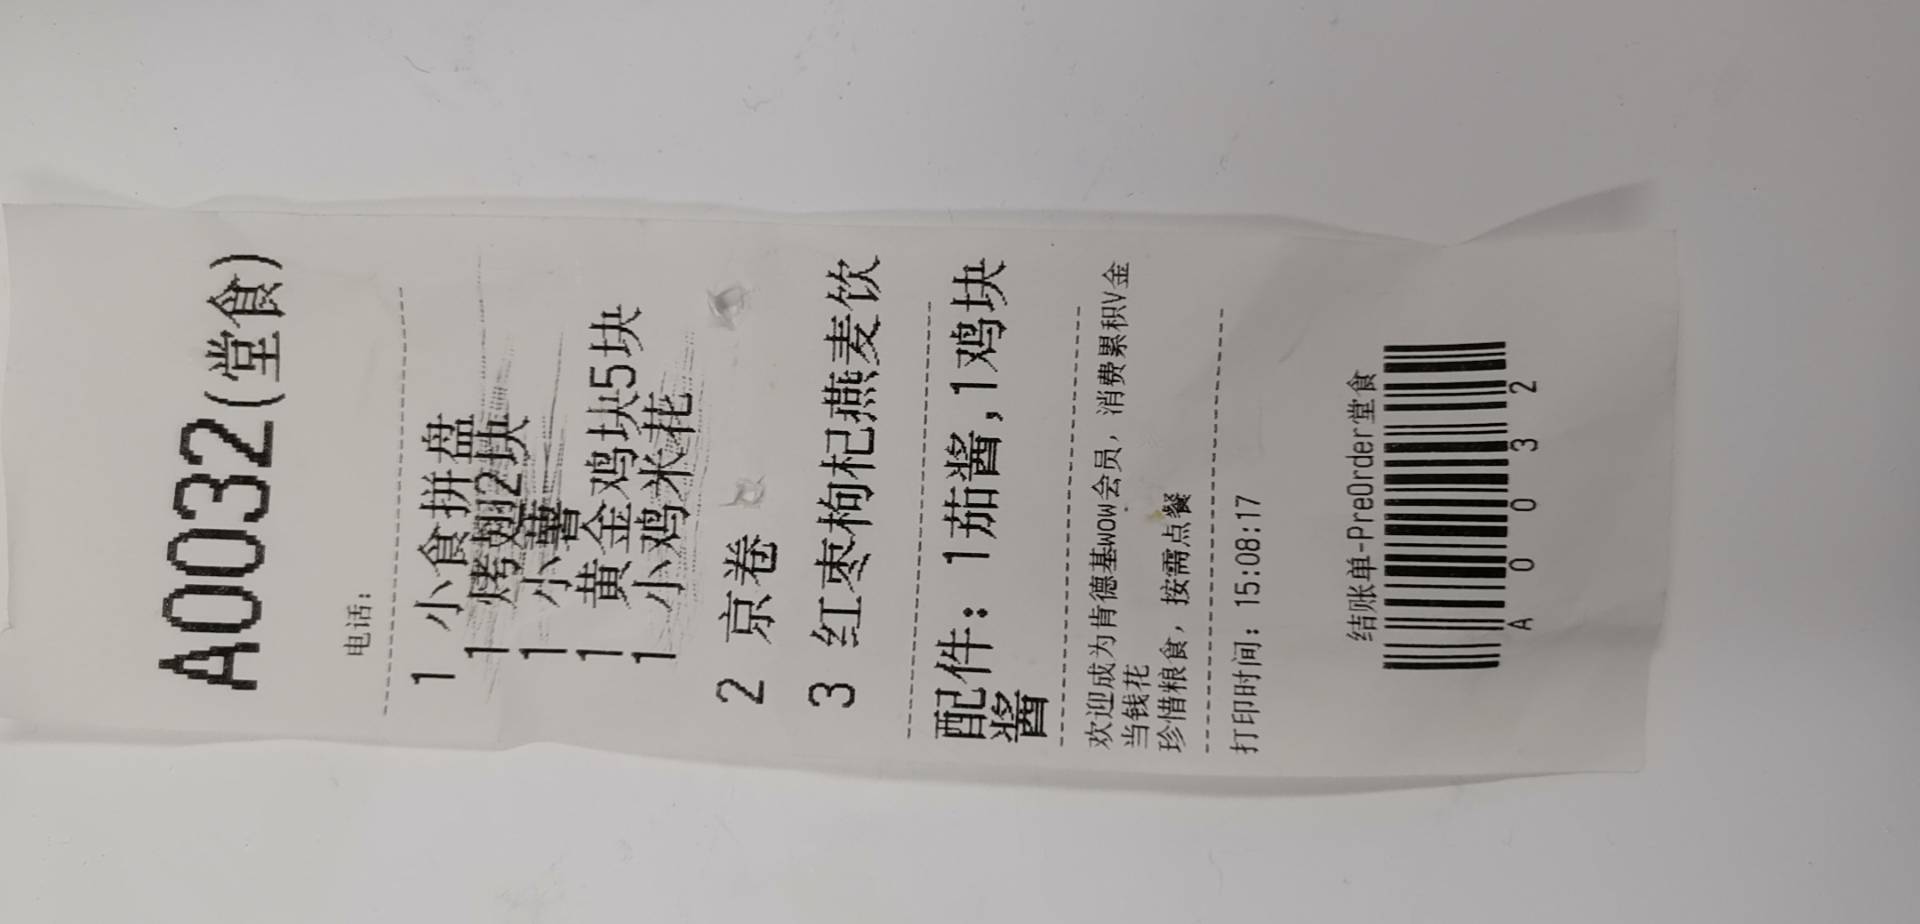 A0032(堂食)
电话:
1 小食拼盘
1 烤翅2块
1 小薯
1 黄金鸡块5块
1 小鸡米花
2 京卷
3 红枣枸杞燕麦饮
配件: 1茄酱,1鸡块
酱
欢迎成为肯德基wow会员, 消费累积V金
当钱花
珍惜粮食, 按需点餐
打印时间: 15:08:17
结账单-PreOrder堂食
A 0 0 3 2